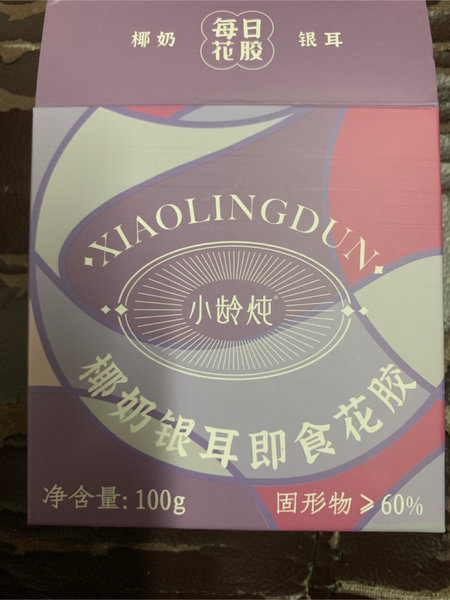 椰奶 每日花胶 银耳
XIAOLINGDUN
小龄炖®
椰奶银耳即食花胶
净含量: 100g
固形物≥60%